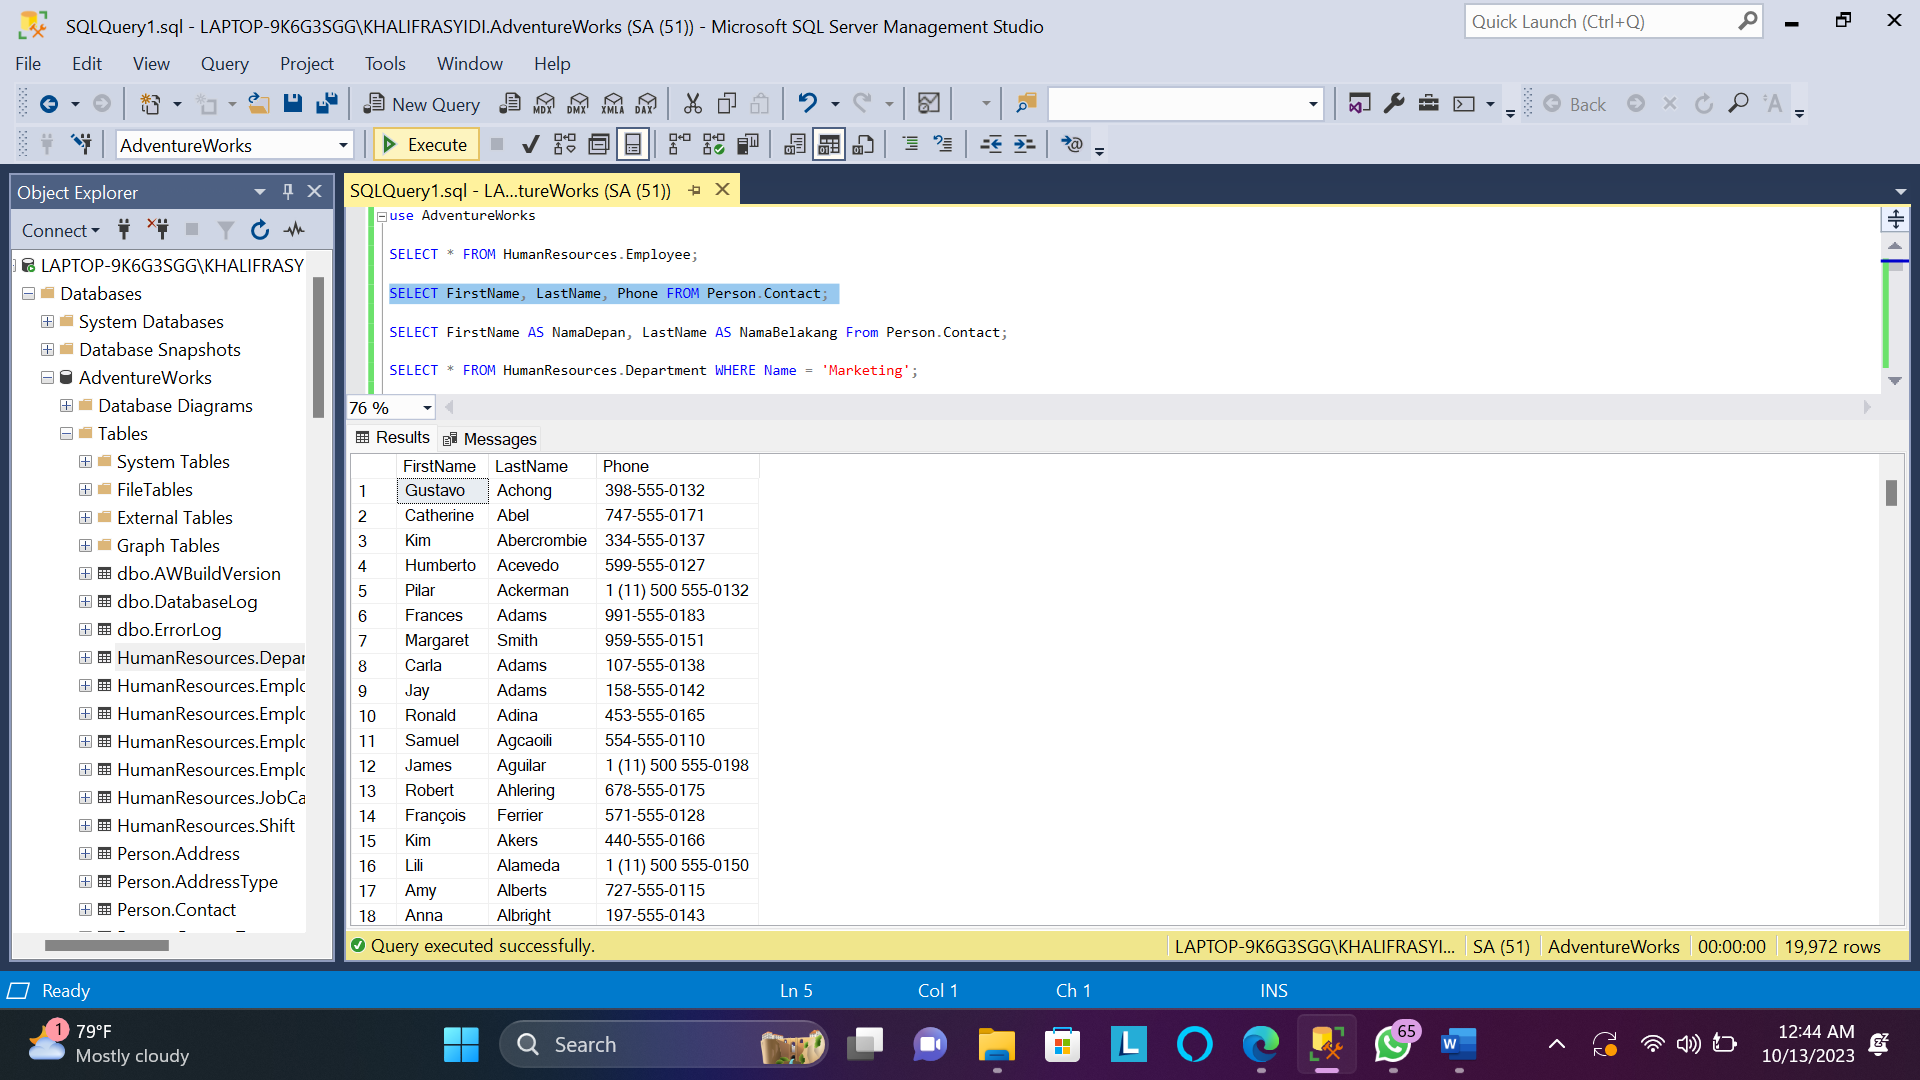 SQLQuery1.sql - LAPTOP-9K6G3SGG\KHALIFRASYIDI.AdventureWorks (SA (51)) - Microsoft SQL Server Management Studio
Quick Launch (Ctrl+Q)
File Edit View Query Project Tools Window Help
New Query MDX DMX XMLA DAX Back
AdventureWorks Execute
Object Explorer
Connect
LAPTOP-9K6G3SGG\KHALIFRASY
Databases
System Databases
Database Snapshots
AdventureWorks
Database Diagrams
Tables
System Tables
FileTables
External Tables
Graph Tables
dbo.AWBuildVersion
dbo.DatabaseLog
dbo.ErrorLog
HumanResources.Depar
HumanResources.Emplo
HumanResources.Emplo
HumanResources.Emplo
HumanResources.Emplo
HumanResources.JobCa
HumanResources.Shift
Person.Address
Person.AddressType
Person.Contact
SQLQuery1.sql - LA...tureWorks (SA (51))
use AdventureWorks
SELECT * FROM HumanResources.Employee;
SELECT FirstName, LastName, Phone FROM Person.Contact;
SELECT FirstName AS NamaDepan, LastName AS NamaBelakang From Person.Contact;
SELECT * FROM HumanResources.Department WHERE Name = 'Marketing';
76 %
Results Messages
FirstName LastName Phone
1 Gustavo Achong 398-555-0132
2 Catherine Abel 747-555-0171
3 Kim Abercrombie 334-555-0137
4 Humberto Acevedo 599-555-0127
5 Pilar Ackerman 1 (11) 500 555-0132
6 Frances Adams 991-555-0183
7 Margaret Smith 959-555-0151
8 Carla Adams 107-555-0138
9 Jay Adams 158-555-0142
10 Ronald Adina 453-555-0165
11 Samuel Agcaoili 554-555-0110
12 James Aguilar 1 (11) 500 555-0198
13 Robert Ahlering 678-555-0175
14 François Ferrier 571-555-0128
15 Kim Akers 440-555-0166
16 Lili Alameda 1 (11) 500 555-0150
17 Amy Alberts 727-555-0115
18 Anna Albright 197-555-0143
Query executed successfully. LAPTOP-9K6G3SGG\KHALIFRASYI... SA (51) AdventureWorks 00:00:00 19,972 rows
Ready Ln 5 Col 1 Ch 1 INS
1 79°F
Mostly cloudy
Search
L
65
W
12:44 AM
10/13/2023